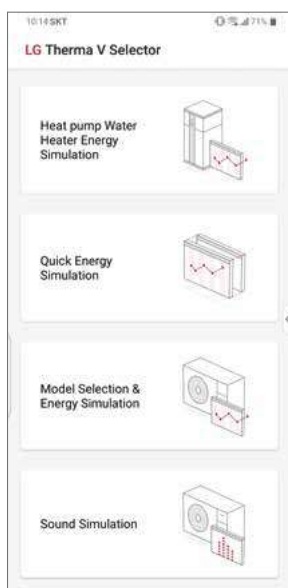 10:14 SKT
71%
LG Therma V Selector
Heat pump Water
Heater Energy
Simulation
Quick Energy
Simulation
Model Selection &
Energy Simulation
Sound Simulation